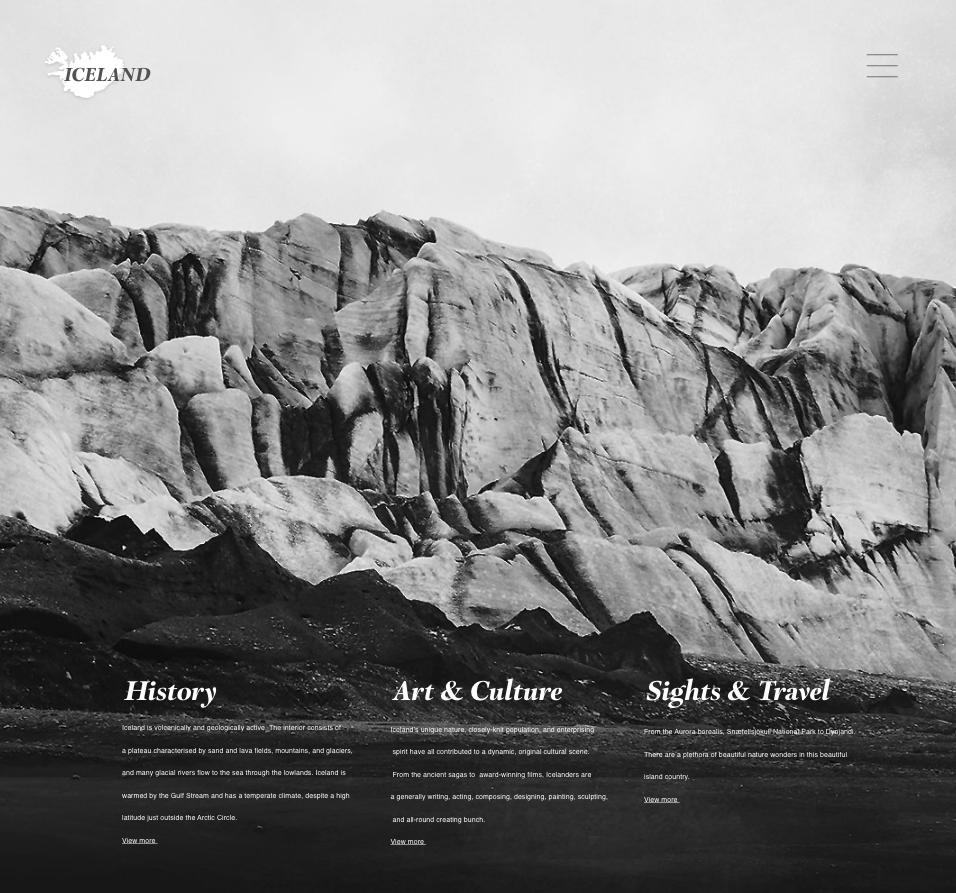 ICELAND
History
Iceland is volcanically and geologically active. The interior consists of
a plateau characterised by sand and lava fields, mountains, and glaciers,
and many glacial rivers flow to the sea through the lowlands. Iceland is
warmed by the Gulf Stream and has a temperate climate, despite a high
latitude just outside the Arctic Circle.
View more
Art & Culture
Iceland's unique nature, closely-knit population, and enterprising
spirit have all contributed to a dynamic, original cultural scene.
From the ancient sagas to award-winning films, Icelanders are
a generally writing, acting, composing, designing, painting, sculpting,
and all-round creating bunch.
View more
Sights & Travel
From the Aurora borealis, Snæfellsjökull National Park to Dynjandi.
There are a plethora of beautiful nature wonders in this beautiful
island country.
View more